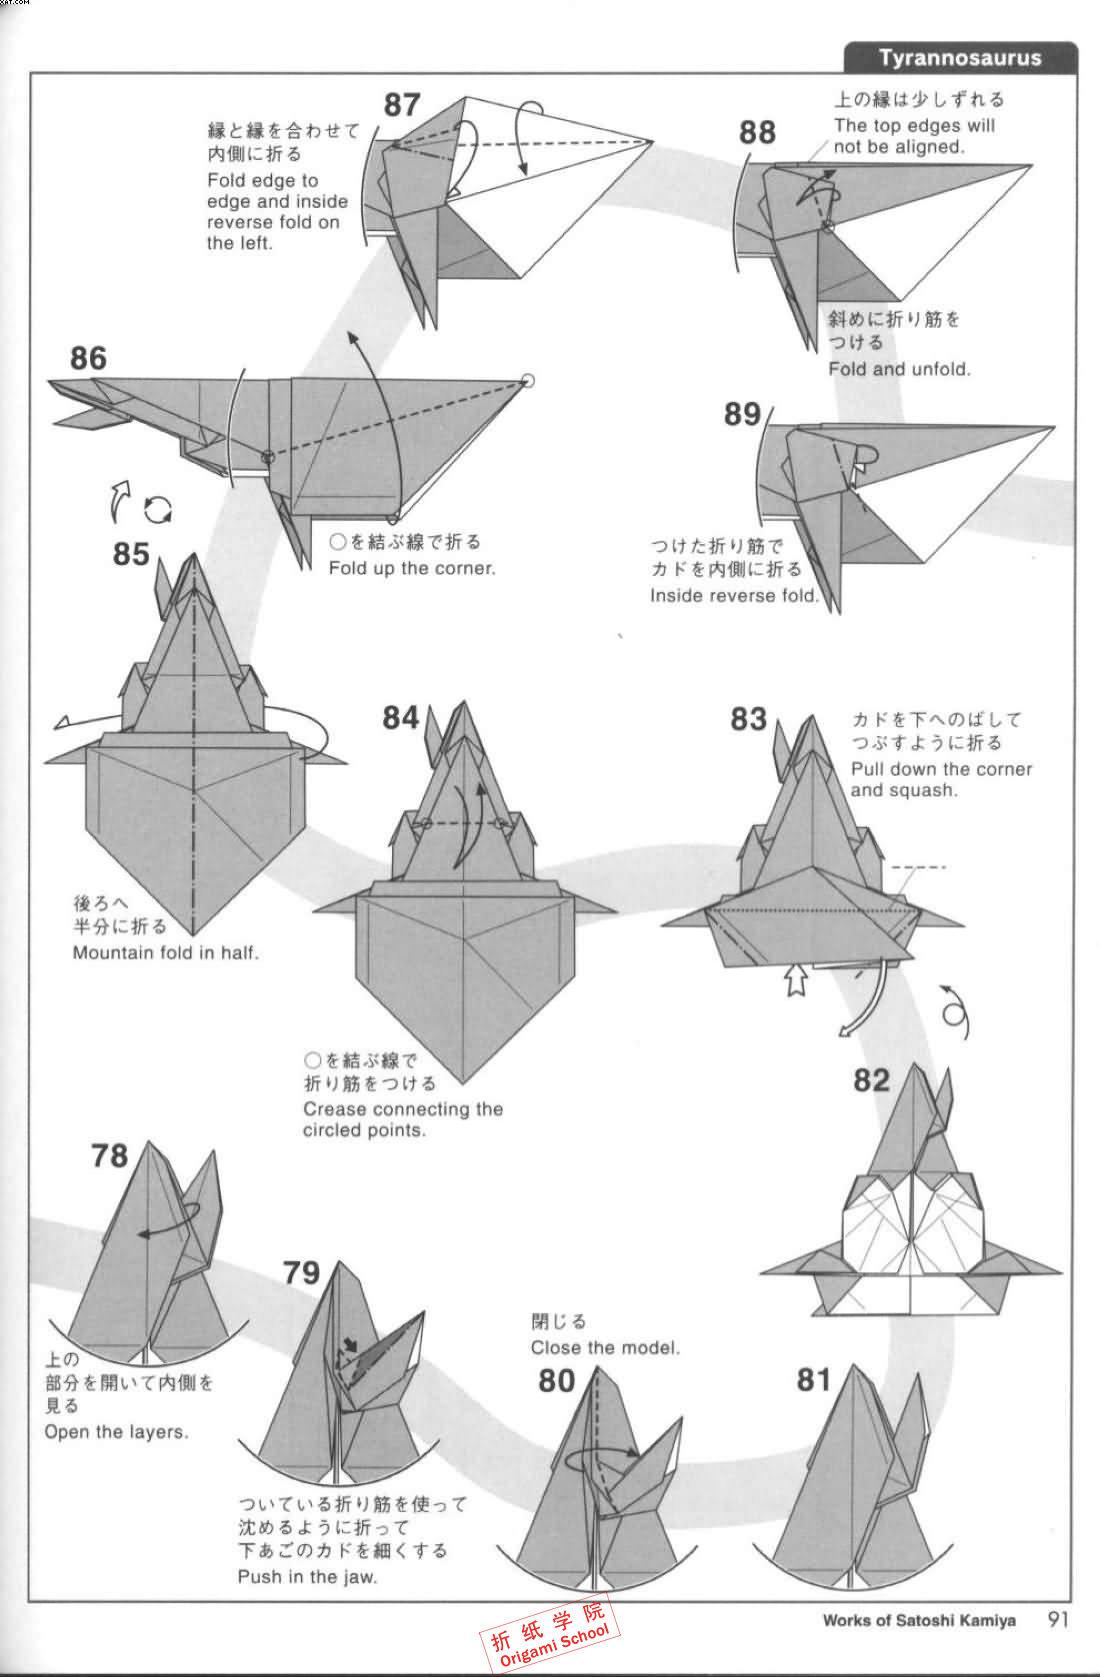 XAT.COM
Tyrannosaurus
78
上の
部分を開いて内側を
見る
Open the layers.
79
ついている折り筋を使って
沈めるように折って
下あごのカドを細くする
Push in the jaw.
80
閉じる
Close the model.
81
82
83
カドを下へのばして
つぶすように折る
Pull down the corner
and squash.
84
○を結ぶ線で
折り筋をつける
Crease connecting the
circled points.
85
後ろへ
半分に折る
Mountain fold in half.
86
○を結ぶ線で折る
Fold up the corner.
87
縁と縁を合わせて
内側に折る
Fold edge to
edge and inside
reverse fold on
the left.
88
上の縁は少しずれる
The top edges will
not be aligned.
斜めに折り筋を
つける
Fold and unfold.
89
つけた折り筋で
カドを内側に折る
Inside reverse fold.
Works of Satoshi Kamiya 91
折纸学院
Origami School